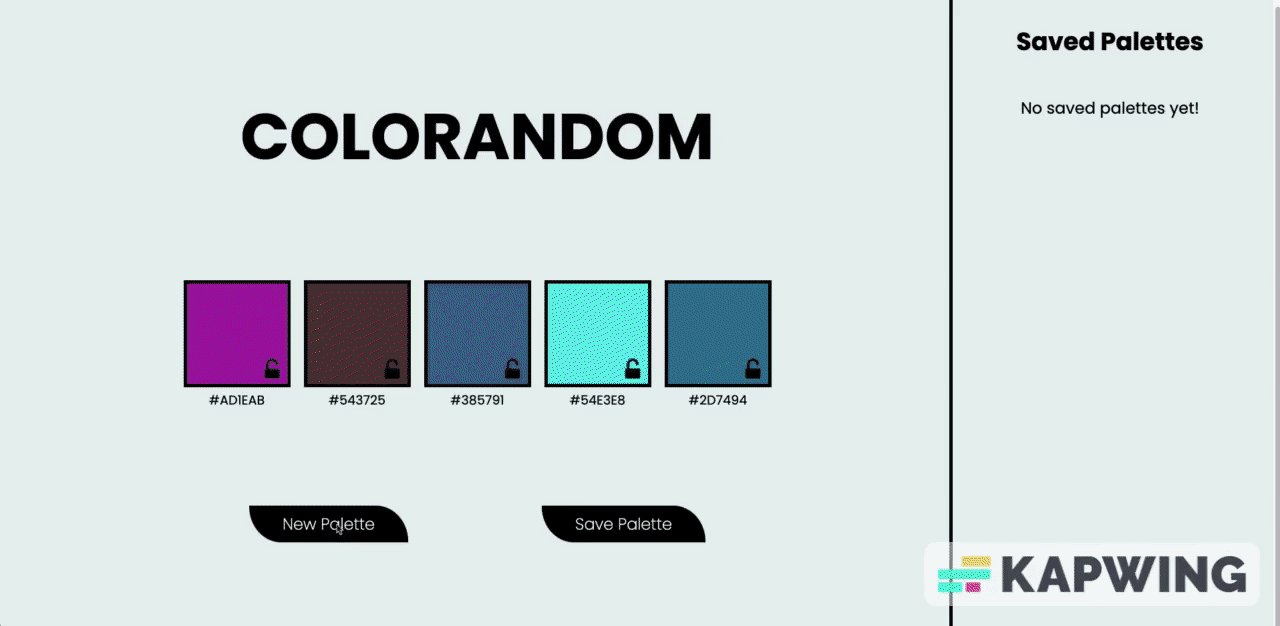 Saved Palettes
No saved palettes yet!
COLORANDOM
#AD1EAB
#543725
#385791
#54E3E8
#2D7494
New Palette
Save Palette
KAPWING